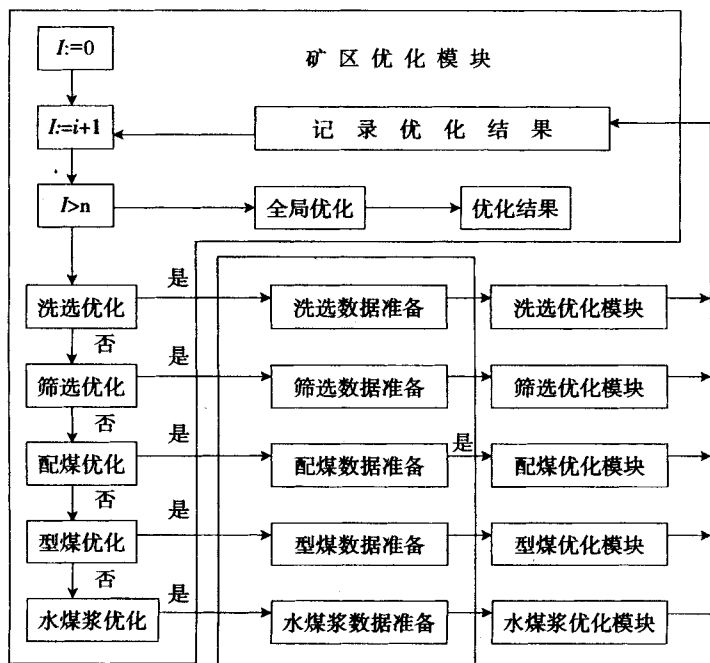 I:=0
矿区优化模块
I:=i+1
记录优化结果
I>n
全局优化
优化结果
洗选优化
是
洗选数据准备
洗选优化模块
否
筛选优化
是
筛选数据准备
筛选优化模块
否
配煤优化
是
配煤数据准备
是
配煤优化模块
否
型煤优化
是
型煤数据准备
型煤优化模块
否
水煤浆优化
是
水煤浆数据准备
水煤浆优化模块